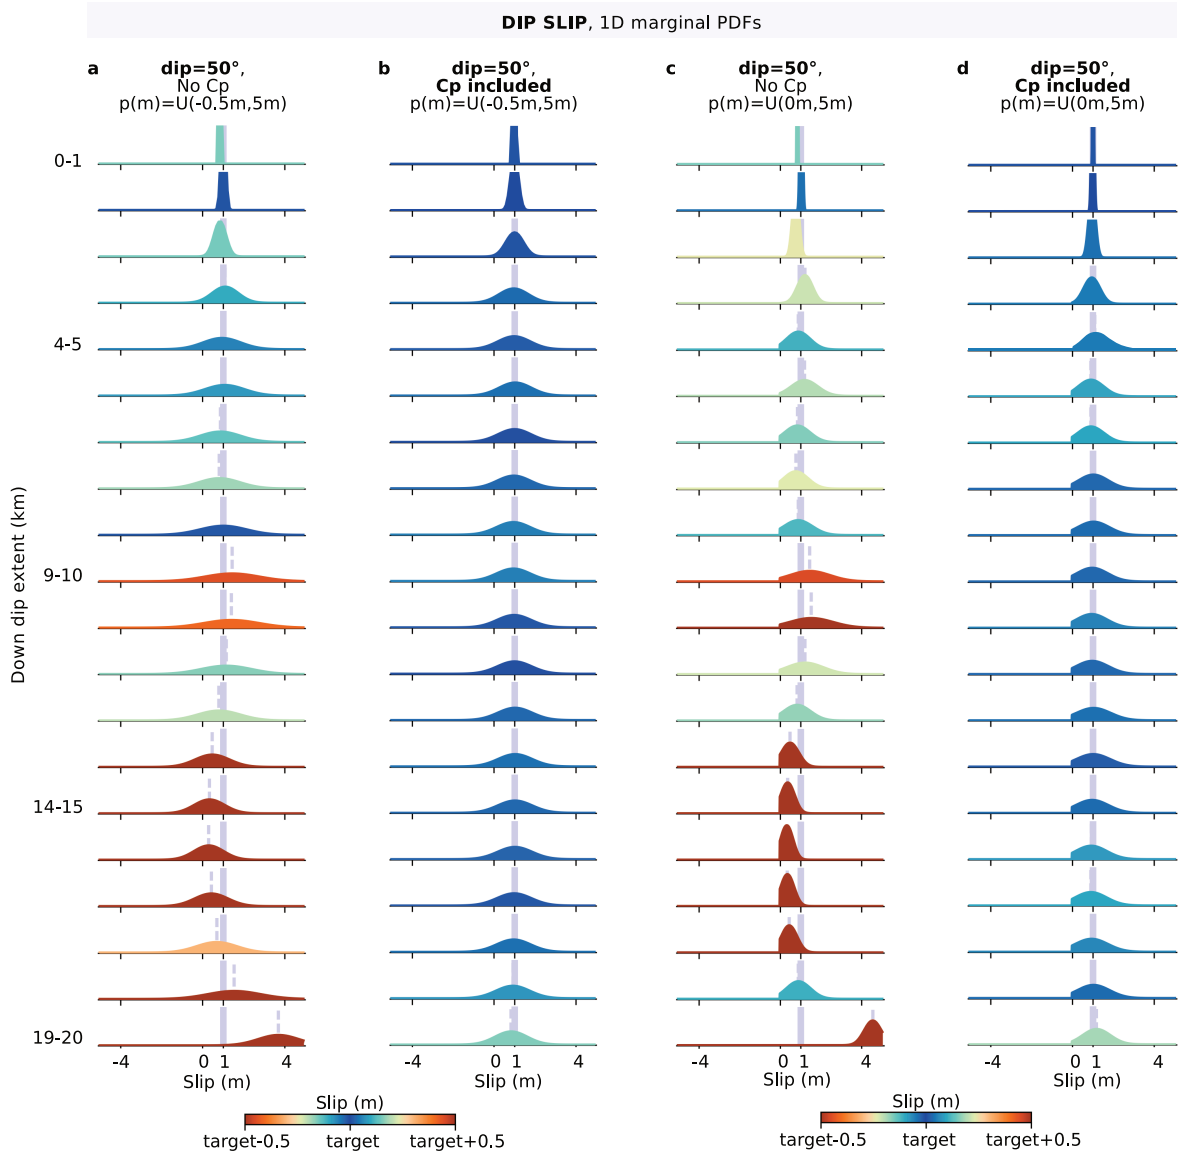 DIP SLIP, 1D marginal PDFs
a
dip=50°,
No Cp
p(m)=U(-0.5m,5m)
b
dip=50°,
Cp included
p(m)=U(-0.5m,5m)
c
dip=50°,
No Cp
p(m)=U(0m,5m)
d
dip=50°,
Cp included
p(m)=U(0m,5m)
Down dip extent (km)
0-1
4-5
9-10
14-15
19-20
-4 0 1 4
Slip (m)
-4 0 1 4
Slip (m)
-4 0 1 4
Slip (m)
-4 0 1 4
Slip (m)
Slip (m)
target-0.5 target target+0.5
Slip (m)
target-0.5 target target+0.5